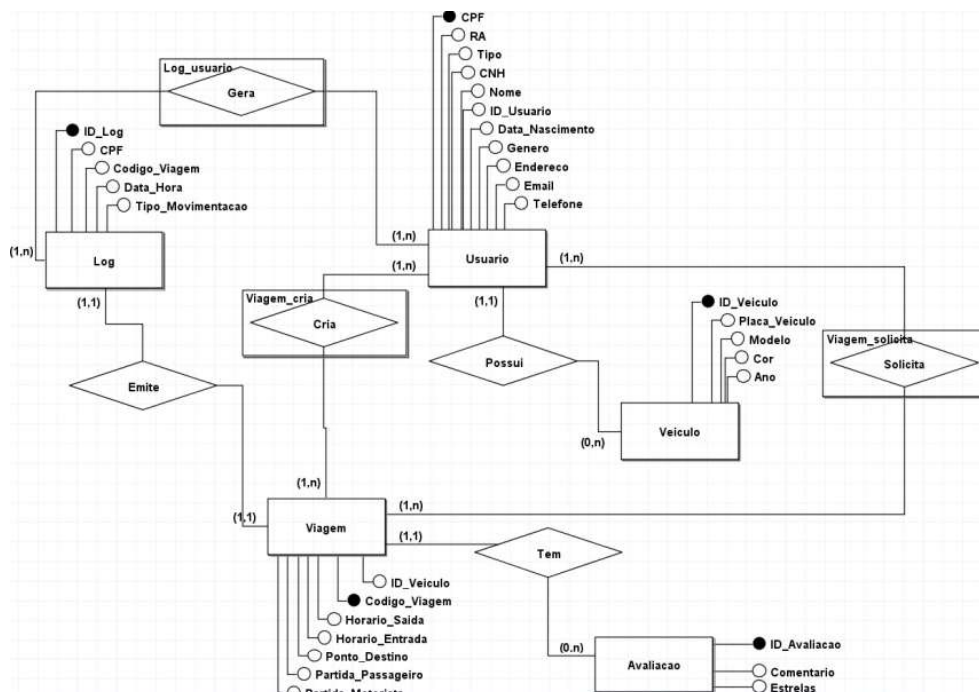 CPF
RA
Tipo
CNH
Nome
ID_Usuario
Data_Nascimento
Genero
Endereco
Email
Telefone
Log_usuario
Gera
ID_Log
CPF
Codigo_Viagem
Data_Hora
Tipo_Movimentacao
(1,n)
Log
(1,1)
(1,n)
Usuario
(1,n)
(1,n)
(1,1)
Viagem_cria
Cria
Possui
ID_Veiculo
Placa_Veiculo
Modelo
Cor
Ano
Viagem_solicita
Solicita
Emite
Veiculo
(0,n)
(1,n)
(1,1)
Viagem
(1,n)
(1,1)
Tem
ID_Veiculo
Codigo_Viagem
Horario_Saida
Horario_Entrada
Ponto_Destino
Partida_Passageiro
Partida_Motorista
(0,n)
Avaliacao
ID_Avaliacao
Comentario
Estrelas